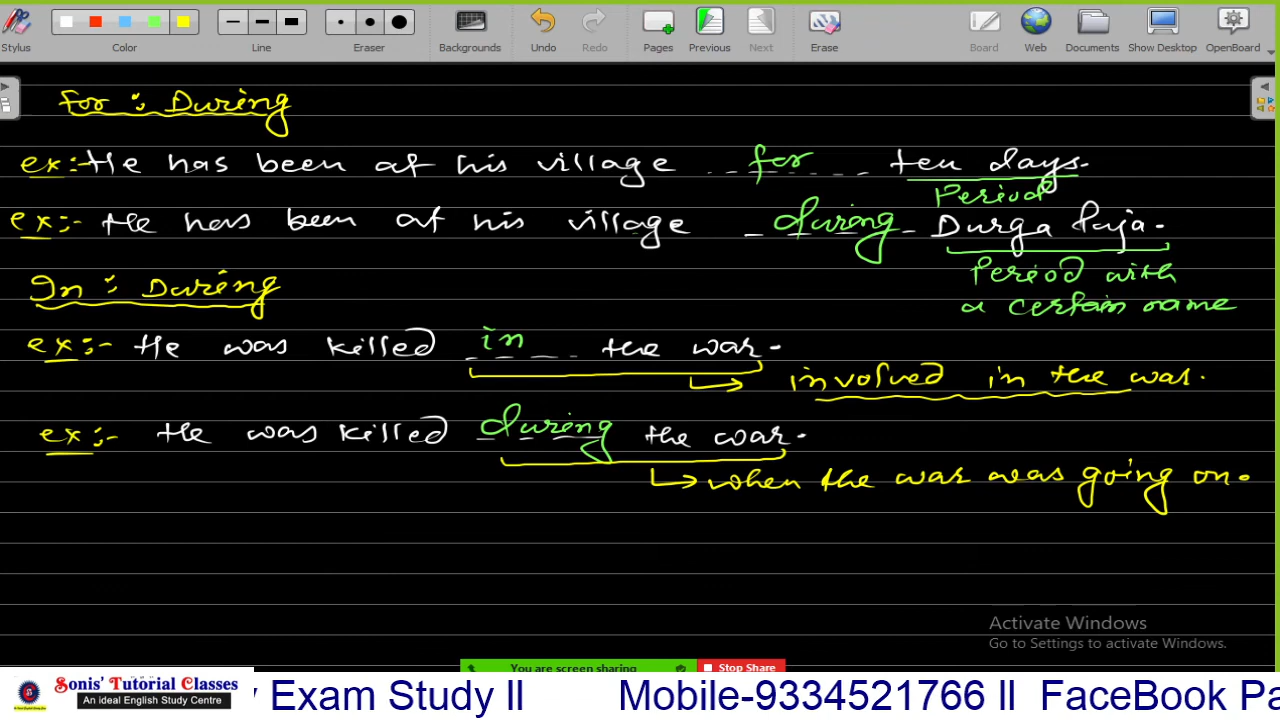 Stylus
Color
Line
Eraser
Backgrounds
Undo
Redo
Pages
Previous
Next
Erase
Board
Web
Documents
Show Desktop
OpenBoard
For : During
ex:- He has been at his village for ten days.
Period
ex:- He has been at his village during Durga Puja.
Period with
a certain name
In : During
ex:- He was killed in the war.
involved in the war.
ex:- He was killed during the war.
when the war was going on.
Activate Windows
Go to Settings to activate Windows.
You are screen sharing
Stop Share
Sonis' Tutorial Classes
An ideal English Study Centre
y Exam Study ll Mobile-9334521766 ll FaceBook Pa